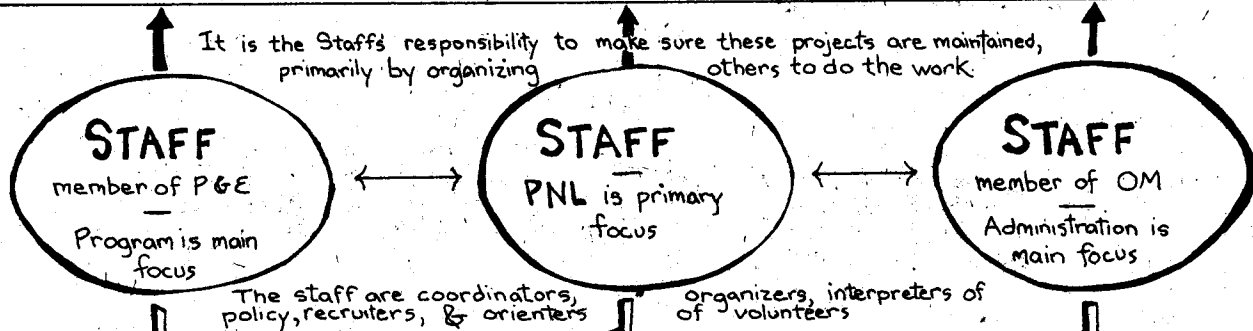 It is the Staff's responsibility to make sure these projects are maintained,
primarily by organizing others to do the work.
STAFF
member of PGE
Program is main
focus
STAFF
PNL is primary
focus
STAFF
member of OM
Administration is
main focus
The staff are coordinators, organizers, interpreters of
policy, recruiters, & orienters of volunteers